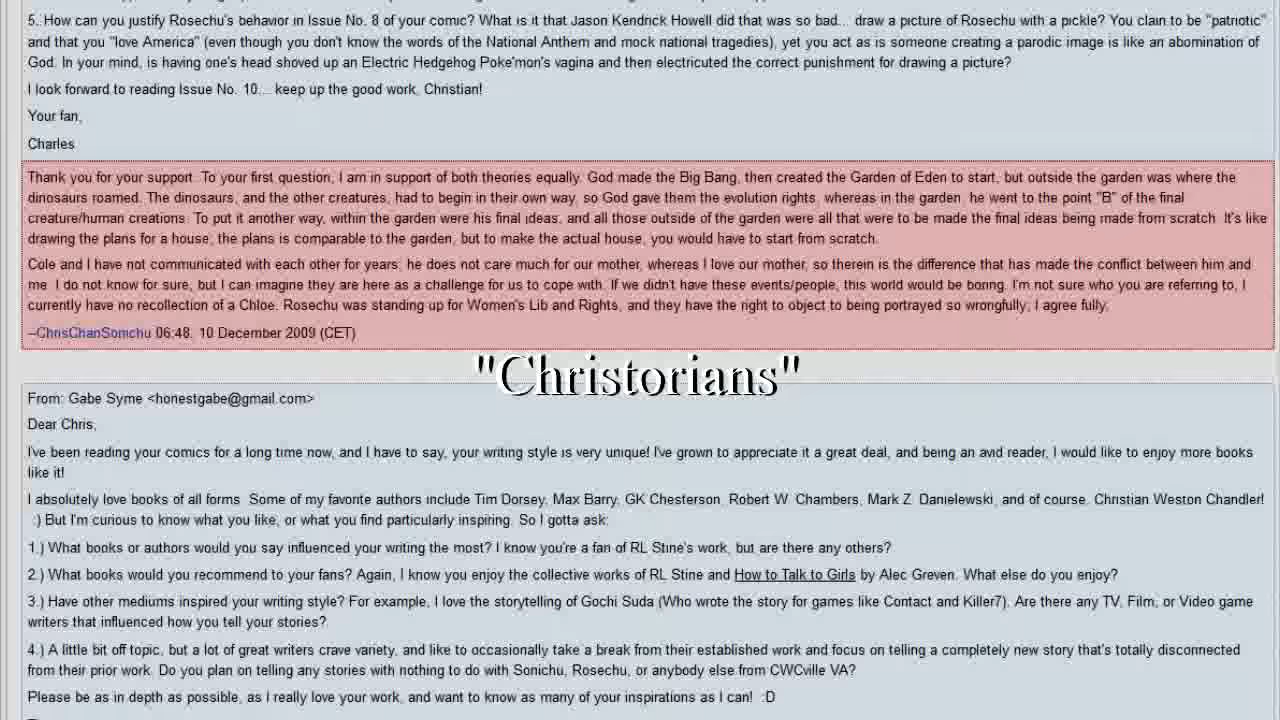 5. How can you justify Rosechu's behavior in Issue No. 8 of your comic? What is it that Jason Kendrick Howell did that was so bad... draw a picture of Rosechu with a pickle? You clain to be "patriotic"
and that you "love America" (even though you don't know the words of the National Anthem and mock national tragedies), yet you act as is someone creating a parodic image is like an abomination of
God. In your mind, is having one's head shoved up an Electric Hedgehog Poke'mon's vagina and then electricuted the correct punishment for drawing a picture?
I look forward to reading Issue No. 10... keep up the good work, Christian!
Your fan,
Charles
Thank you for your support. To your first question, I am in support of both theories equally. God made the Big Bang, then created the Garden of Eden to start, but outside the garden was where the
dinosaurs roamed. The dinosaurs, and the other creatures, had to begin in their own way, so God gave them the evolution rights, whereas in the garden, he went to the point "B" of the final
creature/human creations. To put it another way, within the garden were his final ideas, and all those outside of the garden were all that were to be made the final ideas being made from scratch. It's like
drawing the plans for a house; the plans is comparable to the garden, but to make the actual house, you would have to start from scratch.
Cole and I have not communicated with each other for years; he does not care much for our mother, whereas I love our mother, so therein is the difference that has made the conflict between him and
me. I do not know for sure, but I can imagine they are here as a challenge for us to cope with. If we didn't have these events/people, this world would be boring. I'm not sure who you are referring to, I
currently have no recollection of a Chloe. Rosechu was standing up for Women's Lib and Rights, and they have the right to object to being portrayed so wrongfully; I agree fully.
--ChrisChanSonichu 06:48, 10 December 2009 (CET)
"Christorians"
From: Gabe Syme <honestgabe@gmail.com>
Dear Chris,
I've been reading your comics for a long time now, and I have to say, your writing style is very unique! I've grown to appreciate it a great deal, and being an avid reader, I would like to enjoy more books
like it!
I absolutely love books of all forms. Some of my favorite authors include Tim Dorsey, Max Barry, GK Chesterson, Robert W. Chambers, Mark Z. Danielewski, and of course, Christian Weston Chandler!
:) But I'm curious to know what you like, or what you find particularly inspiring. So I gotta ask:
1.) What books or authors would you say influenced your writing the most? I know you're a fan of RL Stine's work, but are there any others?
2.) What books would you recommend to your fans? Again, I know you enjoy the collective works of RL Stine and How to Talk to Girls by Alec Greven. What else do you enjoy?
3.) Have other mediums inspired your writing style? For example, I love the storytelling of Gochi Suda (Who wrote the story for games like Contact and Killer7). Are there any TV, Film, or Video game
writers that influenced how you tell your stories?
4.) A little bit off topic, but a lot of great writers crave variety, and like to occasionally take a break from their established work and focus on telling a completely new story that's totally disconnected
from their prior work. Do you plan on telling any stories with nothing to do with Sonichu, Rosechu, or anybody else from CWCville VA?
Please be as in depth as possible, as I really love your work, and want to know as many of your inspirations as I can! :D